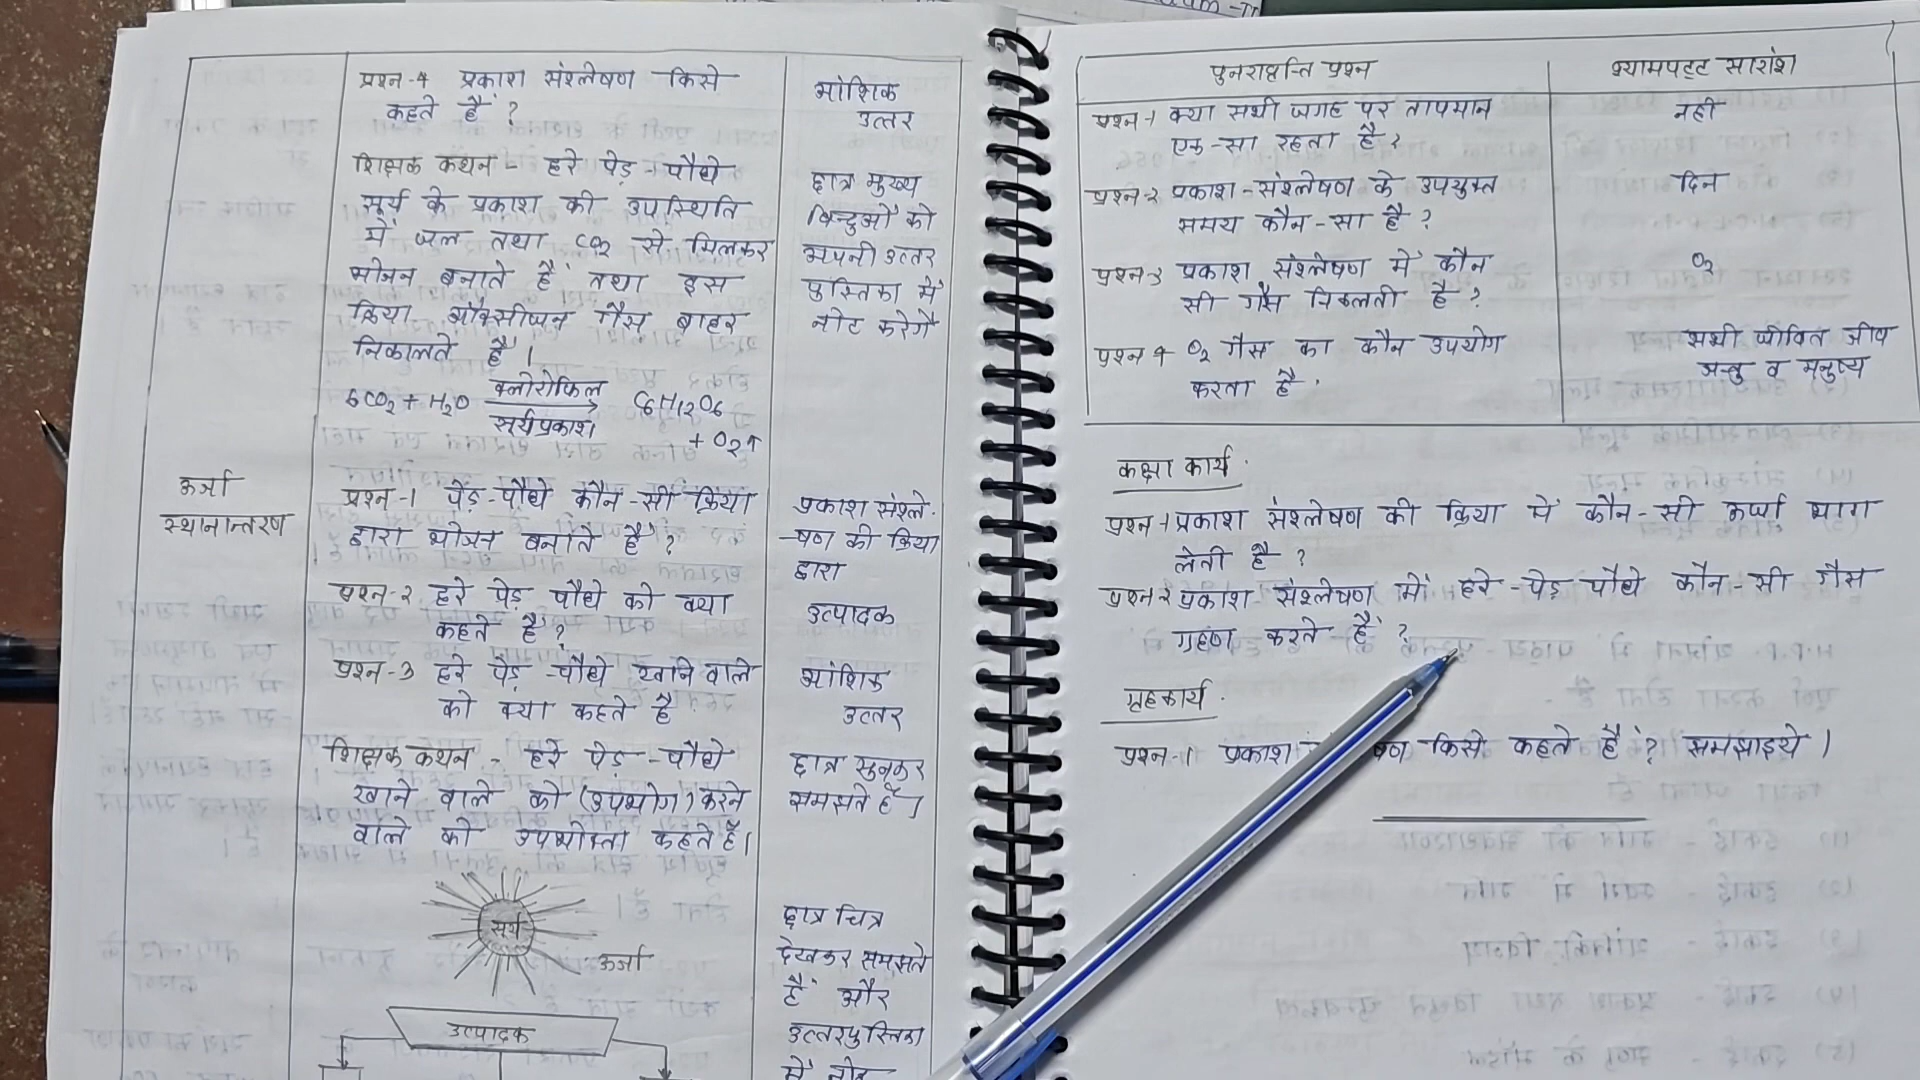 प्रश्न-4 प्रकाश संश्लेषण किसे
कहते हैं ?
आंशिक
उत्तर
शिक्षक कथन - हरे पेड़ - पौधे
सूर्य के प्रकाश की उपस्थिति
में जल तथा CO2 से मिलकर
भोजन बनाते हैं तथा इस
क्रिया ऑक्सीजन गैस बाहर
निकालते हैं।
छात्र मुख्य
बिन्दुओं को
अपनी उत्तर
पुस्तिका में
नोट करेंगे
6CO2 + H2O क्लोरोफिल C6H12O6
सूर्यप्रकाश
+ O2↑
ऊर्जा
स्थानान्तरण
प्रश्न-1 पेड़-पौधे कौन-सी क्रिया
द्वारा भोजन बनाते हैं ?
प्रकाश संश्ले-
-षण की क्रिया
द्वारा
प्रश्न-2 हरे पेड़ पौधे को क्या
कहते हैं ?
उत्पादक
प्रश्न-3 हरे पेड़ -पौधे खाने वाले
को क्या कहते हैं
आंशिक
उत्तर
शिक्षक कथन - हरे पेड़ -पौधे
खाने वाले को (उपभोग) करने
वाले को उपभोक्ता कहते हैं।
छात्र सुनकर
समझते हैं।
सूर्य
ऊर्जा
उत्पादक
छात्र चित्र
देखकर समझते
हैं और
उत्तरपुस्तिका
में नोट
पुनरावृत्ति प्रश्न
श्यामपट्ट सारांश
प्रश्न-1 क्या सभी जगह पर तापमान
एक-सा रहता है ?
नहीं
प्रश्न-2 प्रकाश-संश्लेषण के उपयुक्त
समय कौन-सा है ?
दिन
प्रश्न-3 प्रकाश संश्लेषण में कौन
सी गैस निकलती है ?
O2
प्रश्न 4 O2 गैस का कौन उपयोग
करता है .
सभी जीवित जीव
जन्तु व मनुष्य
कक्षा कार्य .
प्रश्न-1 प्रकाश संश्लेषण की क्रिया में कौन-सी ऊर्जा भाग
लेती है ?
प्रश्न-2 प्रकाश संश्लेषण में हरे-पेड़ पौधे कौन-सी गैस
ग्रहण करते हैं ?
गृहकार्य .
प्रश्न-1 प्रकाश षण किसे कहते हैं ? समझाइये ।